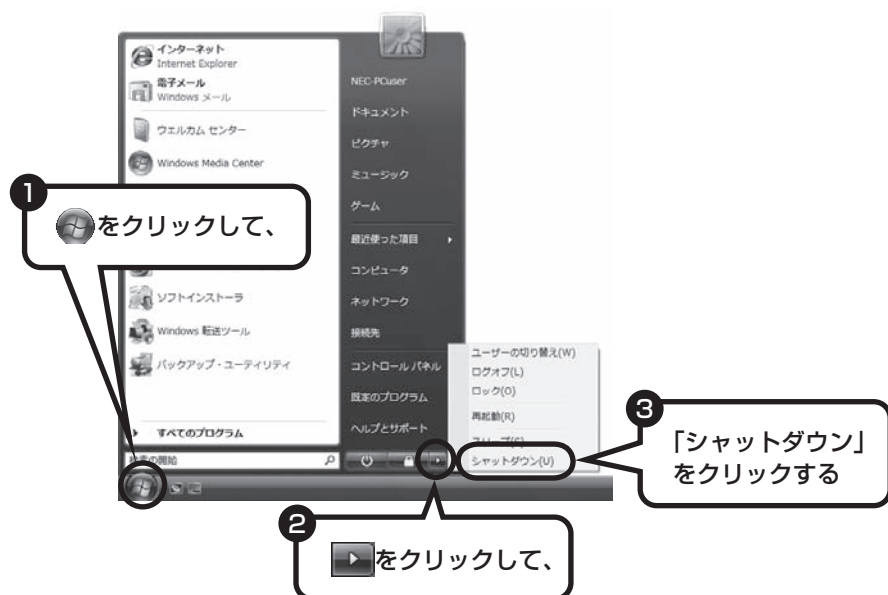 インターネット
Internet Explorer
電子メール
Windows メール
ウェルカム センター
Windows Media Center
ソフトインストーラ
Windows 転送ツール
バックアップ・ユーティリティ
すべてのプログラム
の開始
NEC-PCuser
ドキュメント
ピクチャ
ミュージック
ゲーム
最近使った項目
コンピュータ
ネットワーク
接続先
コントロール パネル
既定のプログラム
ヘルプとサポート
ユーザーの切り替え(W)
ログオフ(L)
ロック(O)
再起動(R)
シャットダウン(U)
1
をクリックして、
2
をクリックして、
3
「シャットダウン」
をクリックする